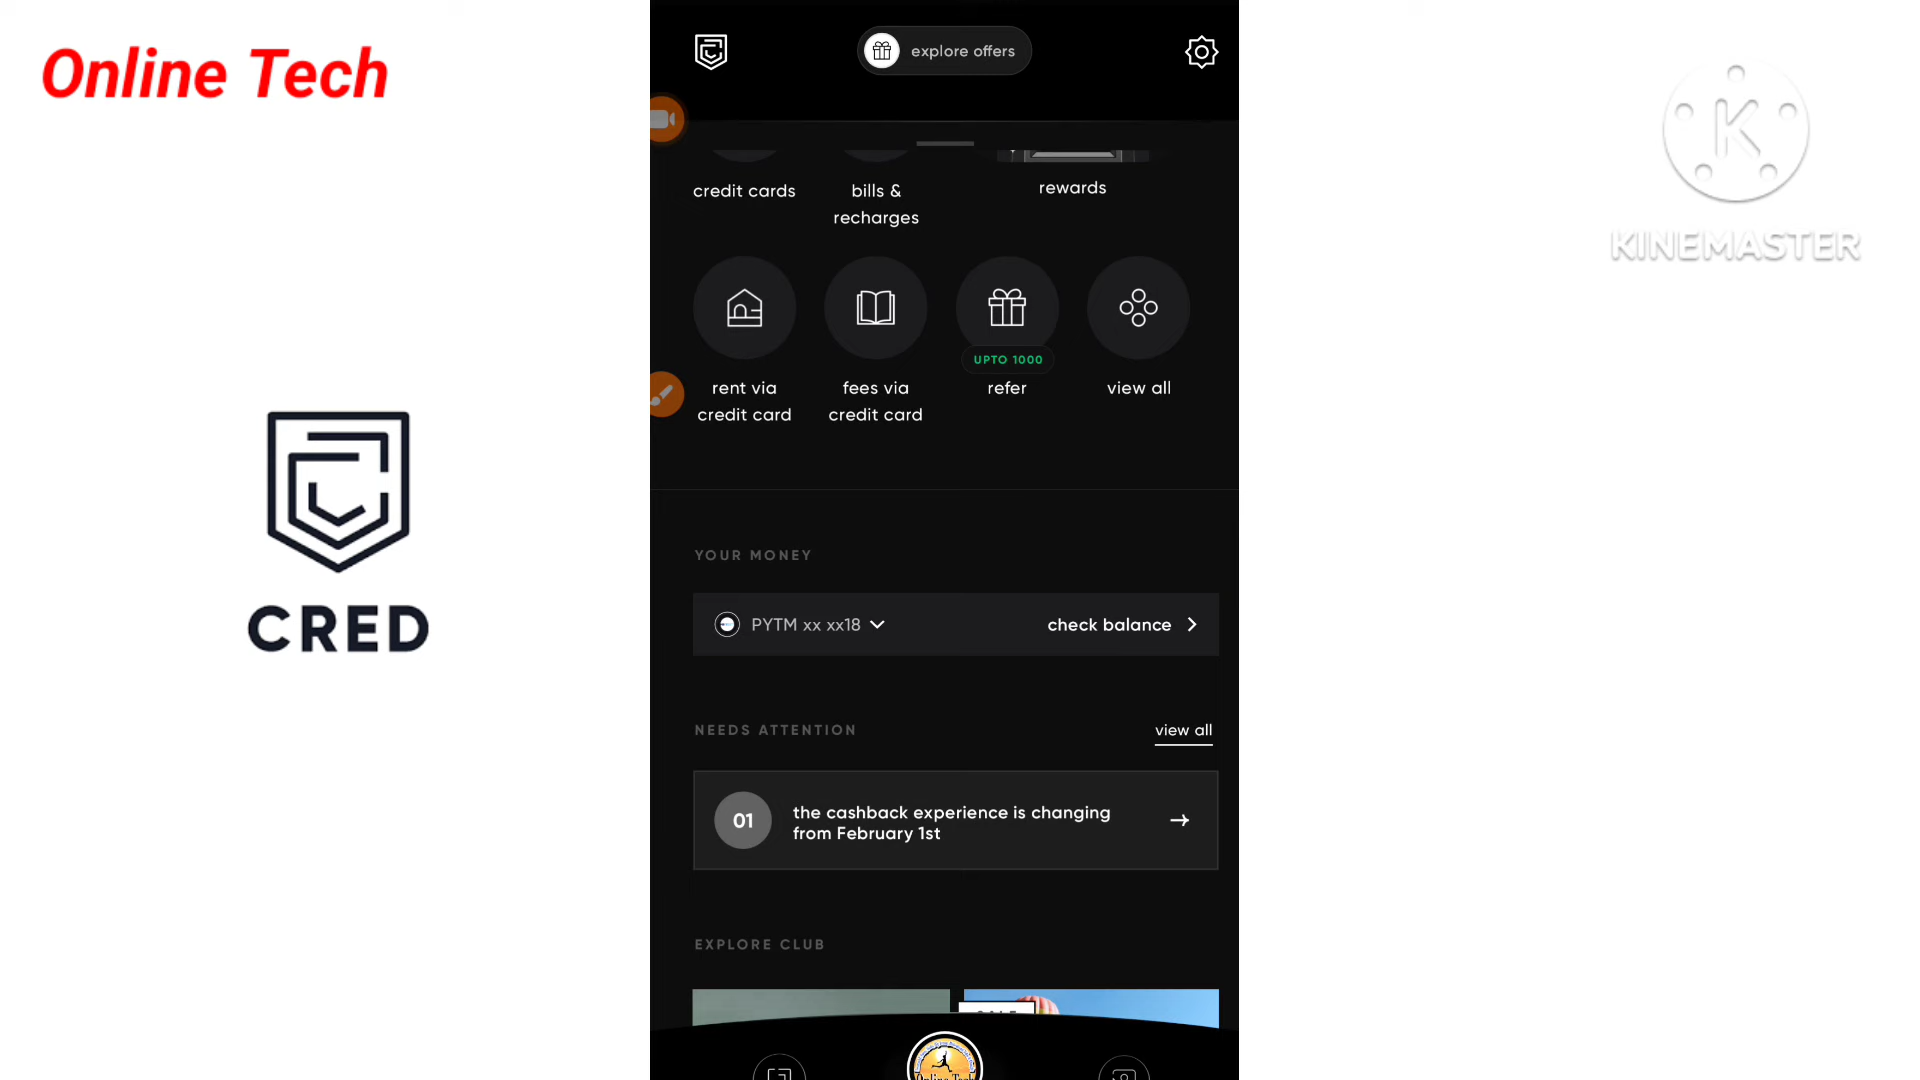 Online Tech
explore offers
KINEMASTER
credit cards
bills &
recharges
rewards
UPTO 1000
rent via
credit card
fees via
credit card
refer
view all
CRED
YOUR MONEY
PYTM xx xx18
check balance
NEEDS ATTENTION
view all
01
the cashback experience is changing
from February 1st
EXPLORE CLUB
Online Tech